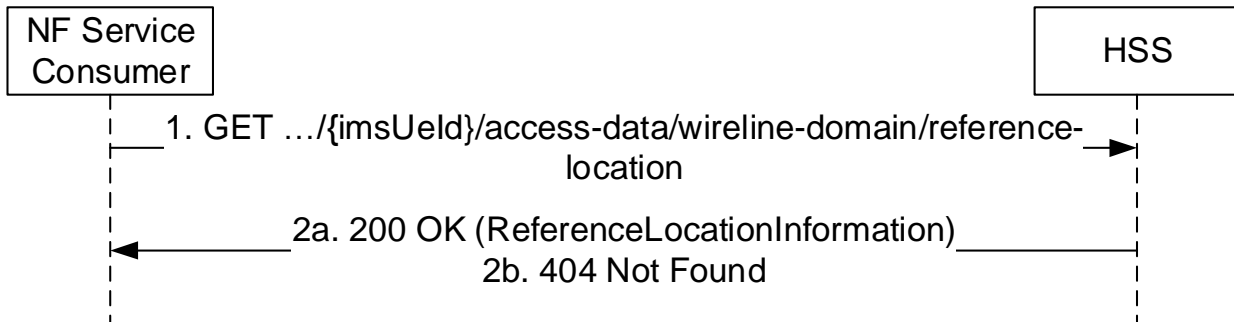 NF Service
Consumer
HSS
1. GET …/{imsUeId}/access-data/wireline-domain/reference-
location
2a. 200 OK (ReferenceLocationInformation)
2b. 404 Not Found